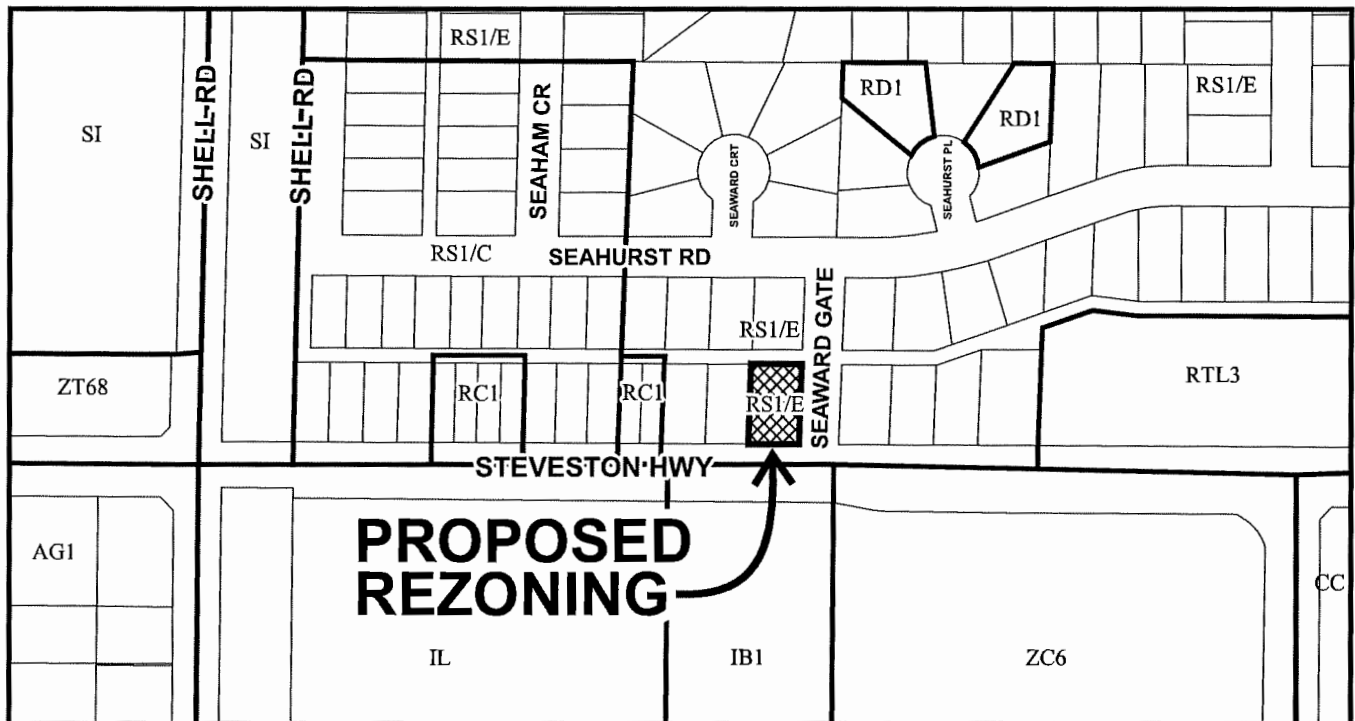 RS1/E
SI
SHELL RD
SI
SHELL RD
SEAHAM CR
SEAWARD CRT
RD1
RD1
SEAHURST PL
RS1/E
RS1/C
SEAHURST RD
RS1/E
SEAWARD GATE
ZT68
RC1
RC1
RS1/E
RTL3
STEVESTON HWY
PROPOSED
REZONING
AG1
IL
IB1
ZC6
CC